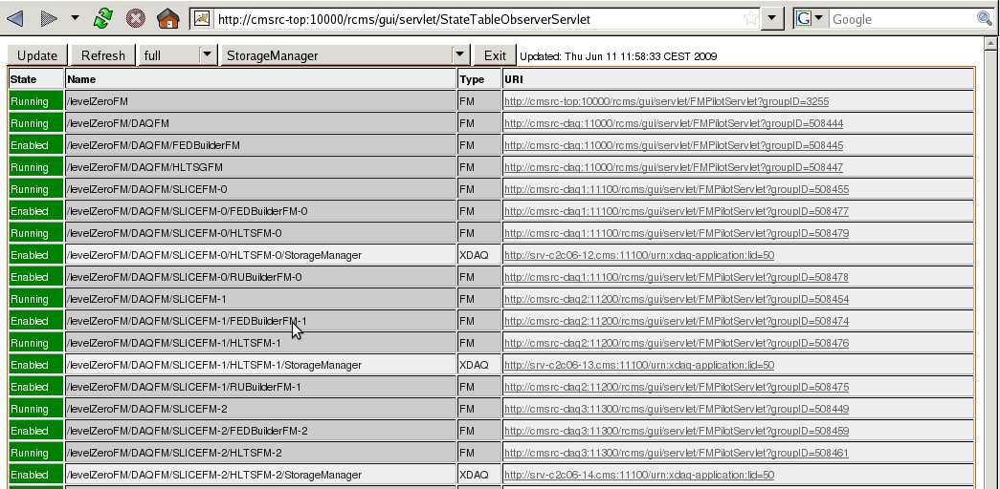 http://cmsrc-top:10000/rcms/gui/servlet/StateTableObserverServlet G Google
Update Refresh full StorageManager Exit Updated: Thu Jun 11 11:58:33 CEST 2009
State Name Type URI
Running /levelZeroFM FM http://cmsrc-top:10000/rcms/gui/servlet/FMPilotServlet?groupID=3255
Running /levelZeroFM/DAQFM FM http://cmsrc-daq:11000/rcms/gui/servlet/FMPilotServlet?groupID=508444
Enabled /levelZeroFM/DAQFM/FEDBuilderFM FM http://cmsrc-daq:11000/rcms/gui/servlet/FMPilotServlet?groupID=508445
Running /levelZeroFM/DAQFM/HLTSGFM FM http://cmsrc-daq:11000/rcms/gui/servlet/FMPilotServlet?groupID=508447
Running /levelZeroFM/DAQFM/SLICEFM-0 FM http://cmsrc-daq1:11100/rcms/gui/servlet/FMPilotServlet?groupID=508455
Enabled /levelZeroFM/DAQFM/SLICEFM-0/FEDBuilderFM-0 FM http://cmsrc-daq1:11100/rcms/gui/servlet/FMPilotServlet?groupID=508477
Running /levelZeroFM/DAQFM/SLICEFM-0/HLTSFM-0 FM http://cmsrc-daq1:11100/rcms/gui/servlet/FMPilotServlet?groupID=508479
Enabled /levelZeroFM/DAQFM/SLICEFM-0/HLTSFM-0/StorageManager XDAQ http://srv-c2c06-12.cms:11100/urn:xdaq-application:lid=50
Enabled /levelZeroFM/DAQFM/SLICEFM-0/RUBuilderFM-0 FM http://cmsrc-daq1:11100/rcms/gui/servlet/FMPilotServlet?groupID=508478
Running /levelZeroFM/DAQFM/SLICEFM-1 FM http://cmsrc-daq2:11200/rcms/gui/servlet/FMPilotServlet?groupID=508454
Enabled /levelZeroFM/DAQFM/SLICEFM-1/FEDBuilderFM-1 FM http://cmsrc-daq2:11200/rcms/gui/servlet/FMPilotServlet?groupID=508474
Running /levelZeroFM/DAQFM/SLICEFM-1/HLTSFM-1 FM http://cmsrc-daq2:11200/rcms/gui/servlet/FMPilotServlet?groupID=508476
Enabled /levelZeroFM/DAQFM/SLICEFM-1/HLTSFM-1/StorageManager XDAQ http://srv-c2c06-13.cms:11100/urn:xdaq-application:lid=50
Enabled /levelZeroFM/DAQFM/SLICEFM-1/RUBuilderFM-1 FM http://cmsrc-daq2:11200/rcms/gui/servlet/FMPilotServlet?groupID=508475
Running /levelZeroFM/DAQFM/SLICEFM-2 FM http://cmsrc-daq3:11300/rcms/gui/servlet/FMPilotServlet?groupID=508449
Enabled /levelZeroFM/DAQFM/SLICEFM-2/FEDBuilderFM-2 FM http://cmsrc-daq3:11300/rcms/gui/servlet/FMPilotServlet?groupID=508459
Running /levelZeroFM/DAQFM/SLICEFM-2/HLTSFM-2 FM http://cmsrc-daq3:11300/rcms/gui/servlet/FMPilotServlet?groupID=508461
Enabled /levelZeroFM/DAQFM/SLICEFM-2/HLTSFM-2/StorageManager XDAQ http://srv-c2c06-14.cms:11100/urn:xdaq-application:lid=50